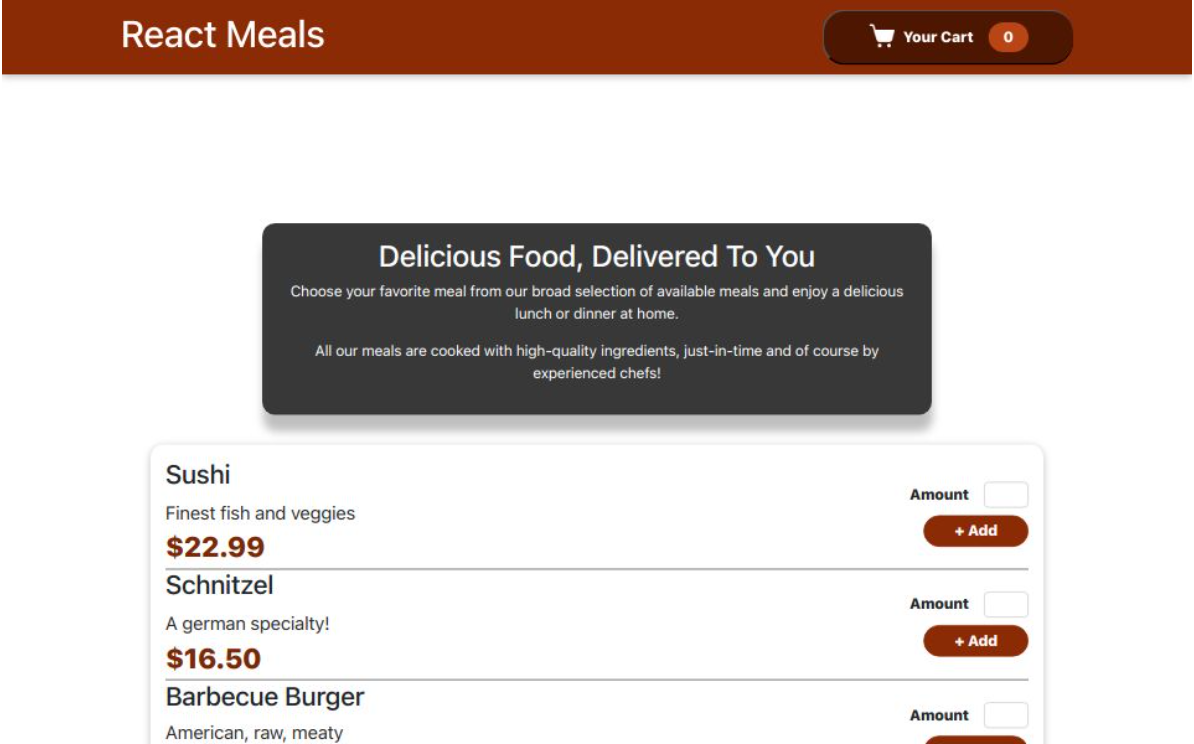 React Meals
Your Cart 0
Delicious Food, Delivered To You
Choose your favorite meal from our broad selection of available meals and enjoy a delicious
lunch or dinner at home.
All our meals are cooked with high-quality ingredients, just-in-time and of course by
experienced chefs!
Sushi
Finest fish and veggies
$22.99
Amount
+ Add
Schnitzel
A german specialty!
$16.50
Amount
+ Add
Barbecue Burger
American, raw, meaty
Amount